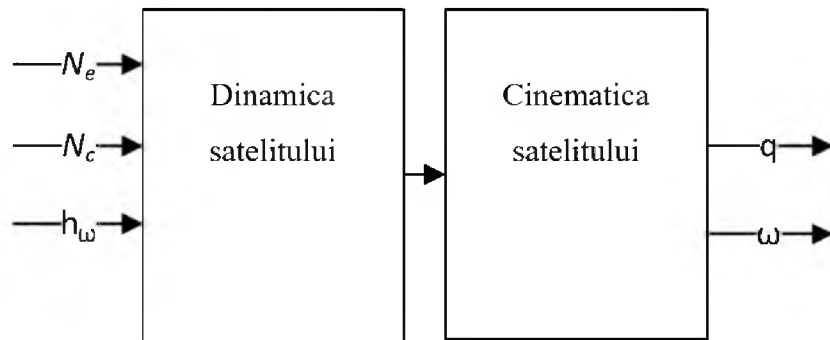 N_e
N_c
h_ω
Dinamica
satelitului
Cinematica
satelitului
q
ω